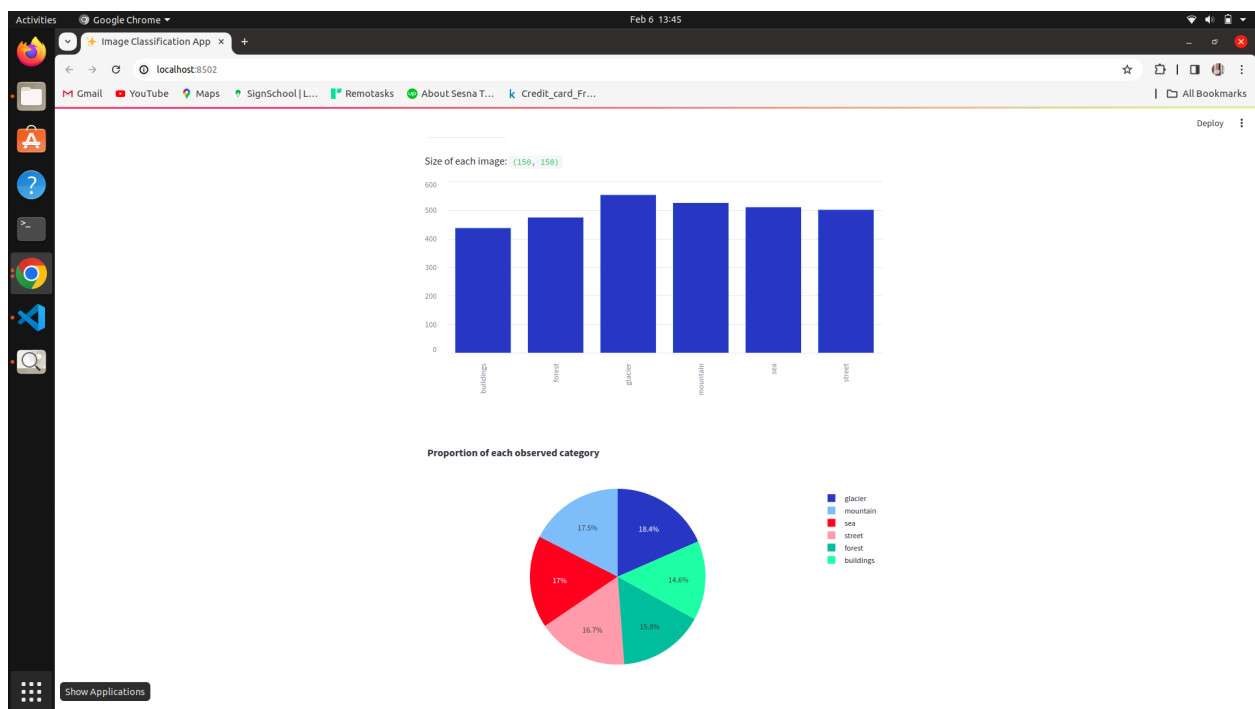 Activities
Google Chrome
Feb 6 13:45
Image Classification App
localhost:8502
Gmail
YouTube
Maps
SignSchool | L...
Remotasks
About Sesna T...
Credit_card_Fr...
All Bookmarks
Deploy
Size of each image: (150, 150)
600
500
400
300
200
100
0
buildings
forest
glacier
mountain
sea
street
Proportion of each observed category
17.5%
18.4%
17%
14.6%
16.7%
15.8%
glacier
mountain
sea
street
forest
buildings
Show Applications